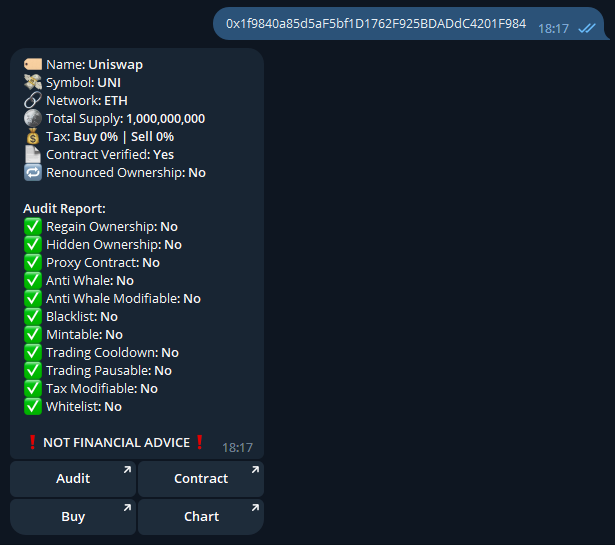 0x1f9840a85d5aF5bf1D1762F925BDADdC4201F984 18:17
Name: Uniswap
Symbol: UNI
Network: ETH
Total Supply: 1,000,000,000
Tax: Buy 0% | Sell 0%
Contract Verified: Yes
Renounced Ownership: No
Audit Report:
Regain Ownership: No
Hidden Ownership: No
Proxy Contract: No
Anti Whale: No
Anti Whale Modifiable: No
Blacklist: No
Mintable: No
Trading Cooldown: No
Trading Pausable: No
Tax Modifiable: No
Whitelist: No
❗ NOT FINANCIAL ADVICE ❗ 18:17
Audit Contract
Buy Chart